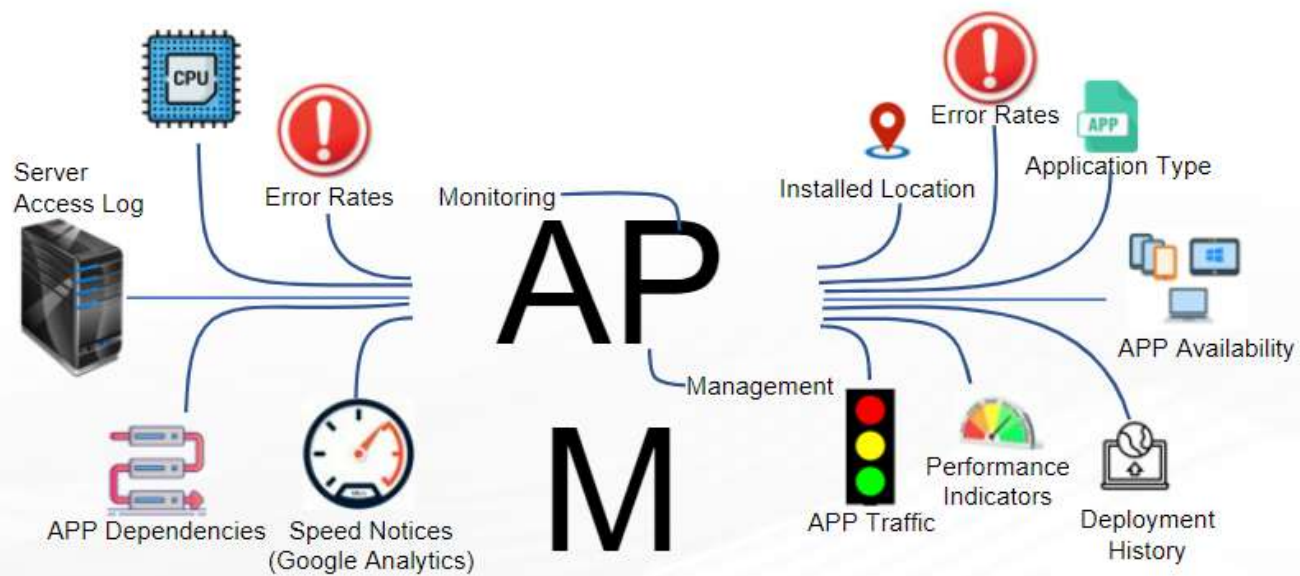 CPU
Server
Access Log
Error Rates
APP Dependencies
Speed Notices
(Google Analytics)
Monitoring
AP
M
Management
Installed Location
Error Rates
APP
Application Type
APP Availability
APP Traffic
Performance
Indicators
Deployment
History